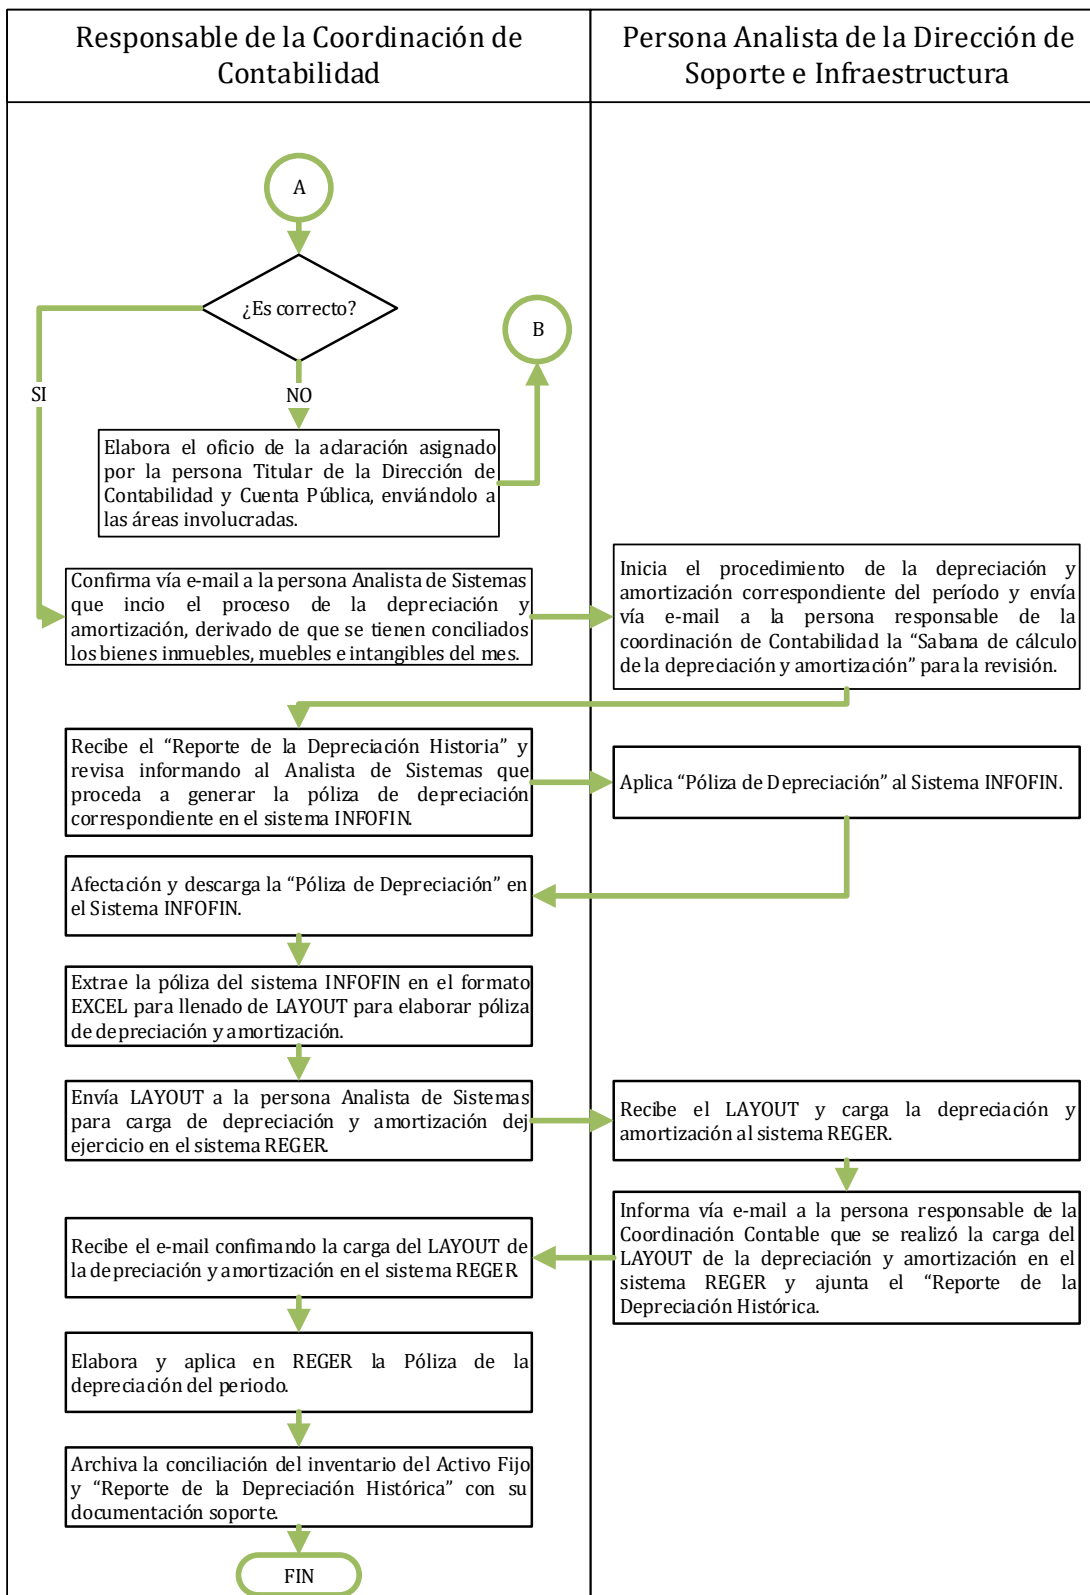 Responsable de la Coordinación de
Contabilidad
Persona Analista de la Dirección de
Soporte e Infraestructura
A
¿Es correcto?
B
SI
NO
Elabora el oficio de la aclaración asignado
por la persona Titular de la Dirección de
Contabilidad y Cuenta Pública, enviándolo a
las áreas involucradas.
Confirma vía e-mail a la persona Analista de Sistemas
que incio el proceso de la depreciación y
amortización, derivado de que se tienen conciliados
los bienes inmuebles, muebles e intangibles del mes.
Inicia el procedimiento de la depreciación y
amortización correspondiente del período y envía
vía e-mail a la persona responsable de la
coordinación de Contabilidad la “Sabana de cálculo
de la depreciación y amortización” para la revisión.
Recibe el “Reporte de la Depreciación Historia” y
revisa informando al Analista de Sistemas que
proceda a generar la póliza de depreciación
correspondiente en el sistema INFOFIN.
Aplica “Póliza de Depreciación” al Sistema INFOFIN.
Afectación y descarga la “Póliza de Depreciación” en
el Sistema INFOFIN.
Extrae la póliza del sistema INFOFIN en el formato
EXCEL para llenado de LAYOUT para elaborar póliza
de depreciación y amortización.
Envía LAYOUT a la persona Analista de Sistemas
para carga de depreciación y amortización dej
ejercicio en el sistema REGER.
Recibe el LAYOUT y carga la depreciación y
amortización al sistema REGER.
Informa vía e-mail a la persona responsable de la
Coordinación Contable que se realizó la carga del
LAYOUT de la depreciación y amortización en el
sistema REGER y ajunta el “Reporte de la
Depreciación Histórica.
Recibe el e-mail confimando la carga del LAYOUT de
la depreciación y amortización en el sistema REGER
Elabora y aplica en REGER la Póliza de la
depreciación del periodo.
Archiva la conciliación del inventario del Activo Fijo
y “Reporte de la Depreciación Histórica” con su
documentación soporte.
FIN